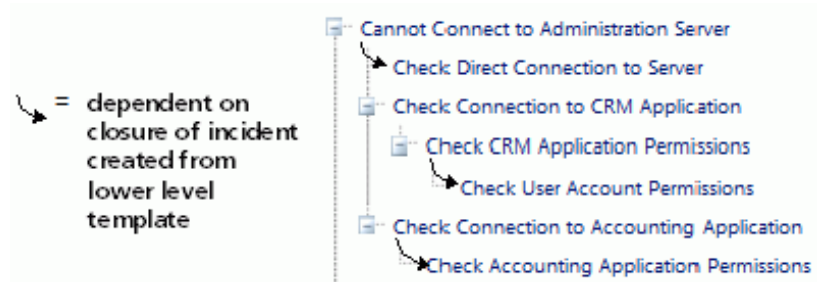 Cannot Connect to Administration Server
Check Direct Connection to Server
= dependent on
closure of incident
created from
lower level
template
Check Connection to CRM Application
Check CRM Application Permissions
Check User Account Permissions
Check Connection to Accounting Application
Check Accounting Application Permissions